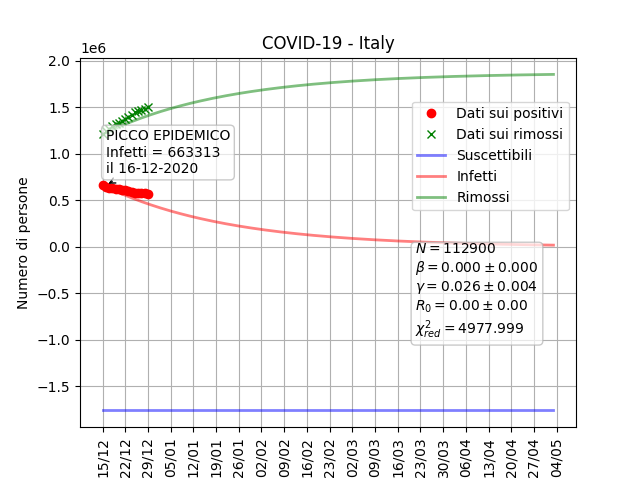 COVID-19 - Italy
1e6
2.0
1.5
1.0
0.5
0.0
−0.5
−1.0
−1.5
Numero di persone
PICCO EPIDEMICO
Infetti = 663313
il 16-12-2020
Dati sui positivi
Dati sui rimossi
Suscettibili
Infetti
Rimossi
N = 112900
β = 0.000 ± 0.000
γ = 0.026 ± 0.004
R₀ = 0.00 ± 0.00
χ²red = 4977.999
15/12
22/12
29/12
05/01
12/01
19/01
26/01
02/02
09/02
16/02
23/02
02/03
09/03
16/03
23/03
30/03
06/04
13/04
20/04
27/04
04/05